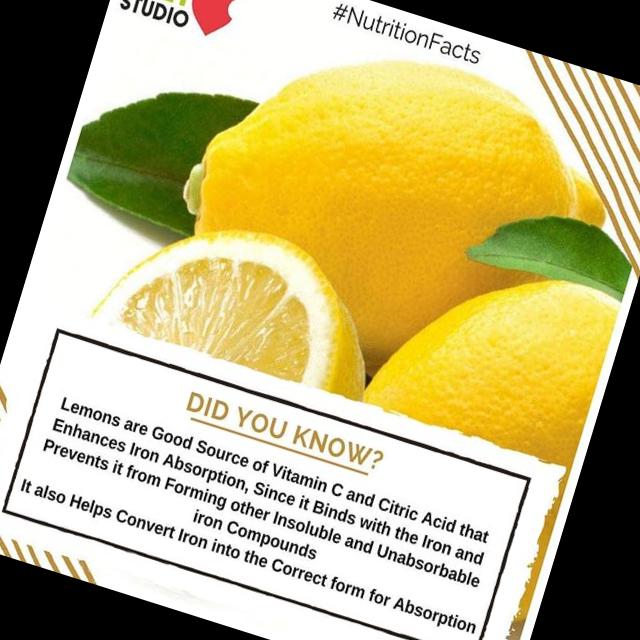 STUDIO
#NutritionFacts
DID YOU KNOW?
Lemons are Good Source of Vitamin C and Citric Acid that
Enhances Iron Absorption, Since it Binds with the Iron and
Prevents it from Forming other Insoluble and Unabsorbable
iron Compounds
It also Helps Convert Iron into the Correct form for Absorption